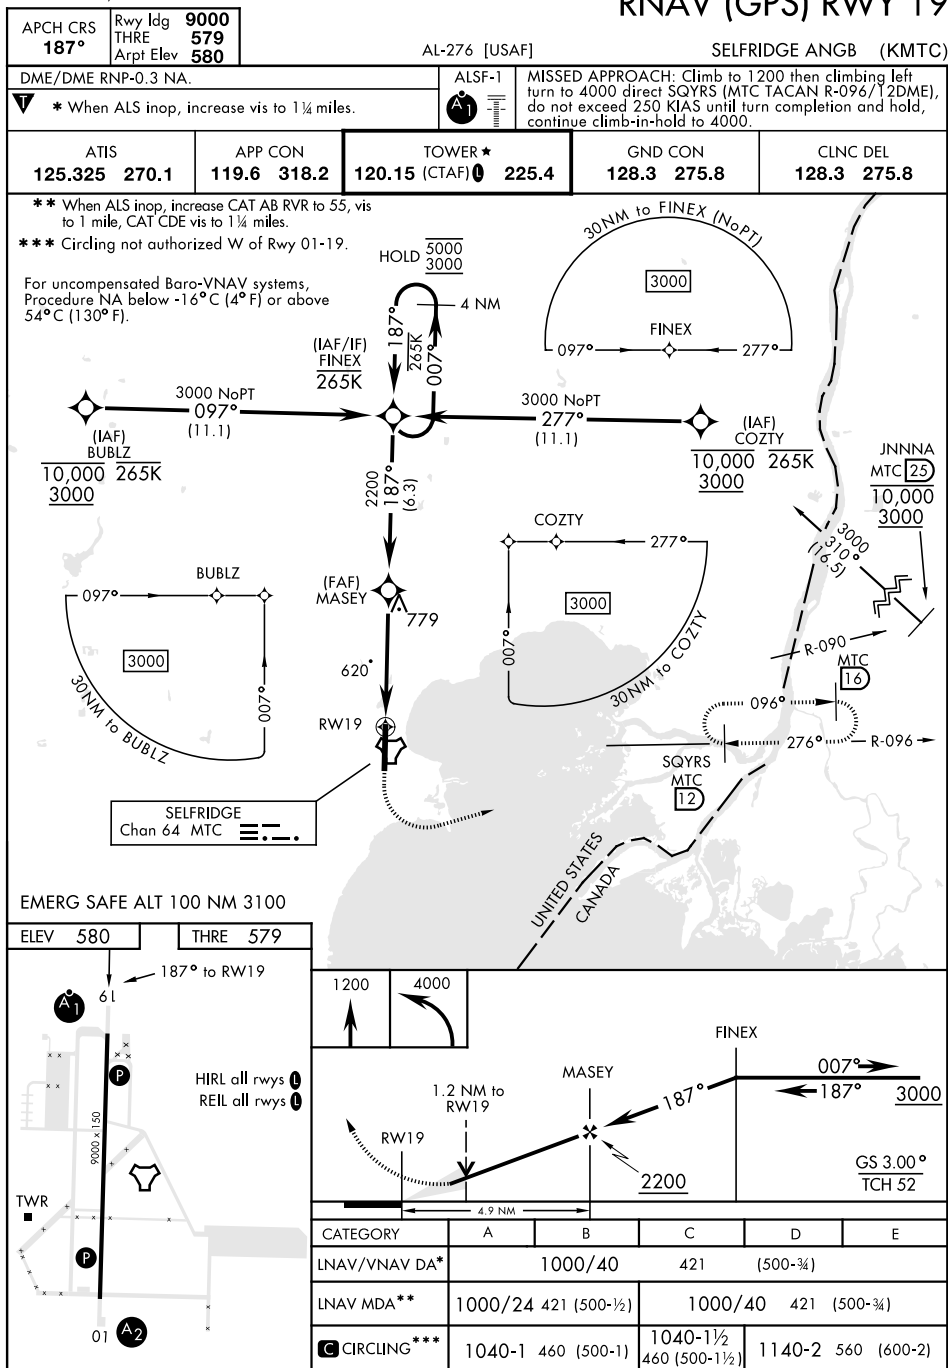 RNAV (GPS) RWY 19
APCH CRS
187°
Rwy ldg 9000
THRE 579
Arpt Elev 580
AL-276 [USAF]
SELFRIDGE ANGB (KMTC)
DME/DME RNP-0.3 NA.
T
* When ALS inop, increase vis to 1¼ miles.
ALSF-1
A1
MISSED APPROACH: Climb to 1200 then climbing left
turn to 4000 direct SQYRS (MTC TACAN R-096/12DME),
do not exceed 250 KIAS until turn completion and hold,
continue climb-in-hold to 4000.
ATIS
125.325 270.1
APP CON
119.6 318.2
TOWER ★
120.15 (CTAF) L 225.4
GND CON
128.3 275.8
CLNC DEL
128.3 275.8
** When ALS inop, increase CAT AB RVR to 55, vis
to 1 mile, CAT CDE vis to 1¼ miles.
*** Circling not authorized W of Rwy 01-19.
For uncompensated Baro-VNAV systems,
Procedure NA below -16°C (4°F) or above
54°C (130°F).
HOLD 5000
3000
4 NM
187°
265K
007°
(IAF/IF)
FINEX
265K
30NM to FINEX (NoPT)
3000
FINEX
097°
277°
3000 NoPT
097°
(11.1)
(IAF)
BUBLZ
10,000 265K
3000
3000 NoPT
277°
(11.1)
(IAF)
COZTY
10,000 265K
3000
JNNNA
MTC 25
10,000
3000
3000
310°
(16.5)
2200
187°
(6.3)
(FAF)
MASEY
779
620°
RW19
BUBLZ
097°
3000
007°
30NM to BUBLZ
COZTY
277°
3000
007°
30NM to COZTY
R-090
MTC
16
096°
276°
R-096
SQYRS
MTC
12
SELFRIDGE
Chan 64 MTC
UNITED STATES
CANADA
EMERG SAFE ALT 100 NM 3100
ELEV 580
THRE 579
187° to RW19
A1
19
P
HIRL all rwys L
REIL all rwys L
9000 x 150
TWR
P
01
A2
1200
4000
FINEX
007°
187°
3000
MASEY
187°
1.2 NM to
RW19
RW19
2200
GS 3.00°
TCH 52
4.9 NM
CATEGORY A B C D E
LNAV/VNAV DA* 1000/40 421 (500-¾)
LNAV MDA** 1000/24 421 (500-½) 1000/40 421 (500-¾)
C CIRCLING*** 1040-1 460 (500-1) 1040-1½ 460 (500-1½) 1140-2 560 (600-2)